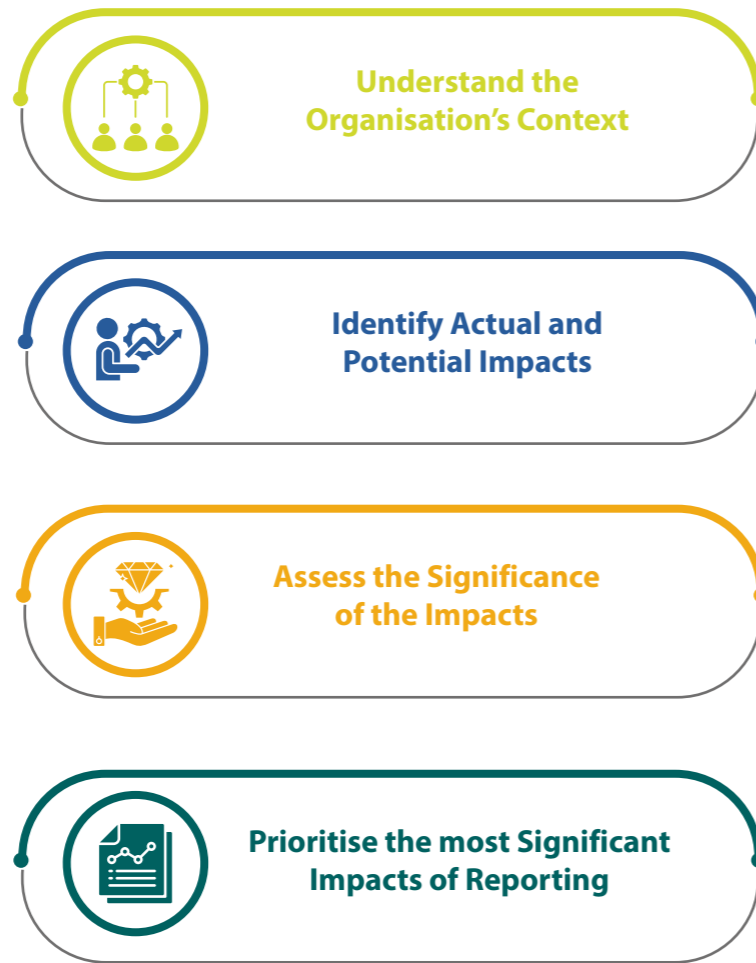 Understand the
Organisation’s Context
Identify Actual and
Potential Impacts
Assess the Significance
of the Impacts
Prioritise the most Significant
Impacts of Reporting